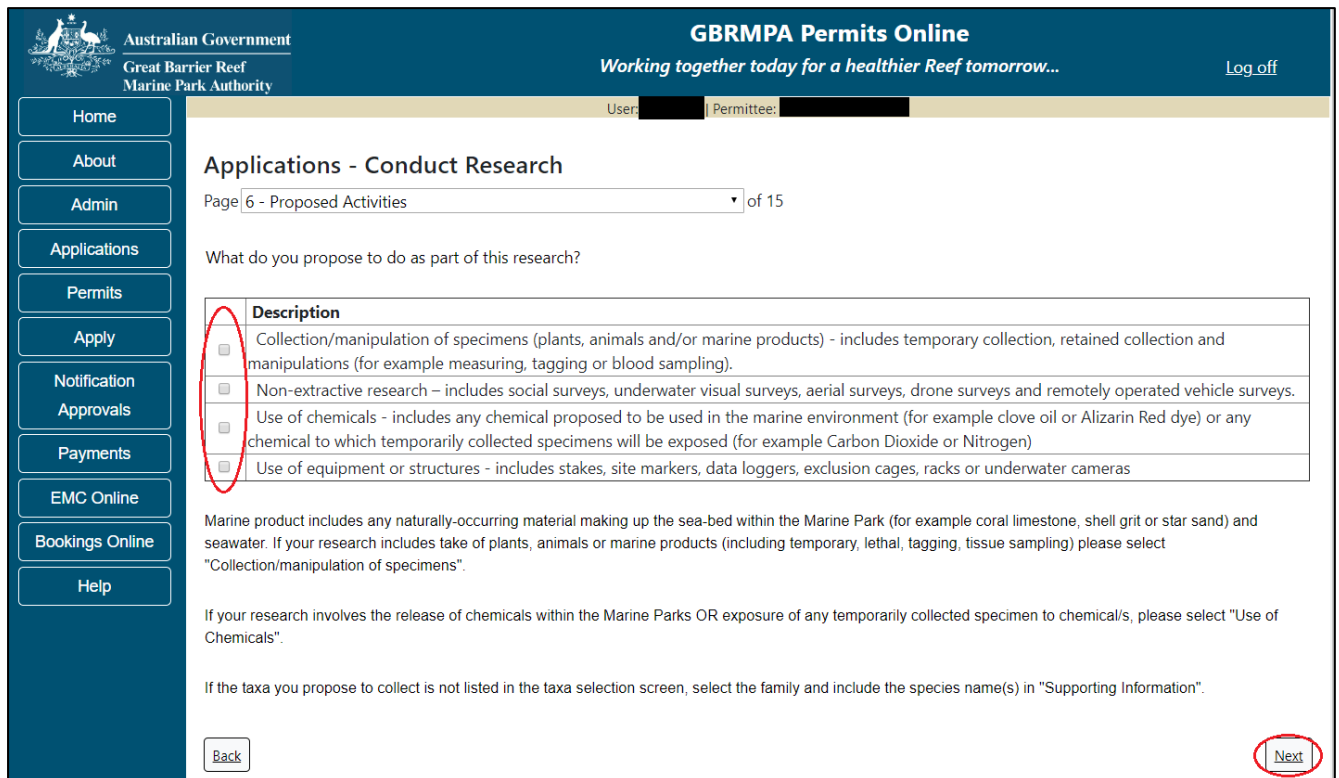 Australian Government
Great Barrier Reef
Marine Park Authority
GBRMPA Permits Online
Working together today for a healthier Reef tomorrow...
Log off
User: | Permittee:
Home
About
Admin
Applications
Permits
Apply
Notification
Approvals
Payments
EMC Online
Bookings Online
Help
Applications - Conduct Research
Page 6 - Proposed Activities of 15
What do you propose to do as part of this research?
Description
Collection/manipulation of specimens (plants, animals and/or marine products) - includes temporary collection, retained collection and
manipulations (for example measuring, tagging or blood sampling).
Non-extractive research – includes social surveys, underwater visual surveys, aerial surveys, drone surveys and remotely operated vehicle surveys.
Use of chemicals - includes any chemical proposed to be used in the marine environment (for example clove oil or Alizarin Red dye) or any
chemical to which temporarily collected specimens will be exposed (for example Carbon Dioxide or Nitrogen)
Use of equipment or structures - includes stakes, site markers, data loggers, exclusion cages, racks or underwater cameras
Marine product includes any naturally-occurring material making up the sea-bed within the Marine Park (for example coral limestone, shell grit or star sand) and
seawater. If your research includes take of plants, animals or marine products (including temporary, lethal, tagging, tissue sampling) please select
"Collection/manipulation of specimens".
If your research involves the release of chemicals within the Marine Parks OR exposure of any temporarily collected specimen to chemical/s, please select "Use of
Chemicals".
If the taxa you propose to collect is not listed in the taxa selection screen, select the family and include the species name(s) in "Supporting Information".
Back
Next